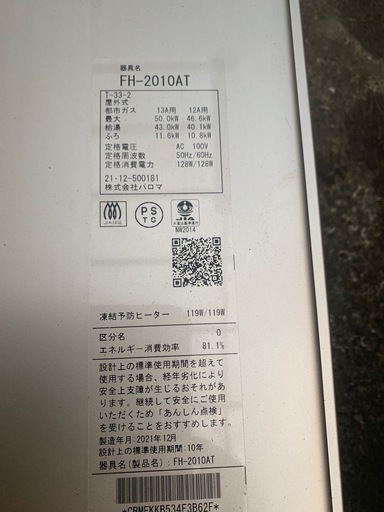 器具名
FH-2010AT
T-33-2
屋外式
都市ガス 13A用 12A用
最大 50.0kW 46.6kW
給湯 43.0kW 40.1kW
ふろ 11.6kW 10.8kW
定格電圧 AC 100V
定格周波数 50Hz/60Hz
定格消費電力 128W/128W
21・12-500181
株式会社パロマ
PS
TG
JIA
NW2014
凍結予防ヒーター 119W/119W
区分名 0
エネルギー消費効率 81.1%
設計上の標準使用期間を超えて
使用する場合、経年劣化により
安全上支障が生じるおそれがあ
ります。継続して安全にご使用
いただくため「あんしん点検」
を受けることをおすすめします。
製造年月:2021年12月
設計上の標準使用期間:10年
器具名(製品名):FH-2010AT